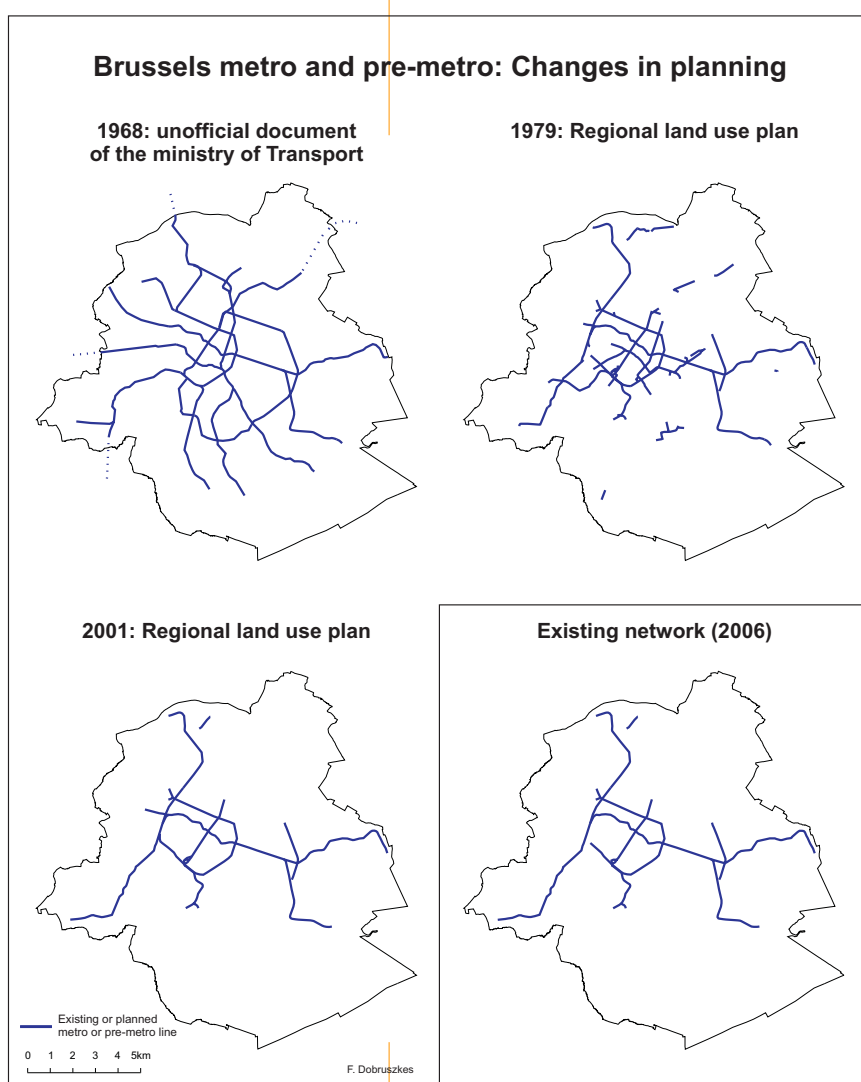 Brussels metro and pre-metro: Changes in planning
1968: unofficial document
of the ministry of Transport
1979: Regional land use plan
2001: Regional land use plan
Existing network (2006)
Existing or planned
metro or pre-metro line
0 1 2 3 4 5km
F. Dobruszkes